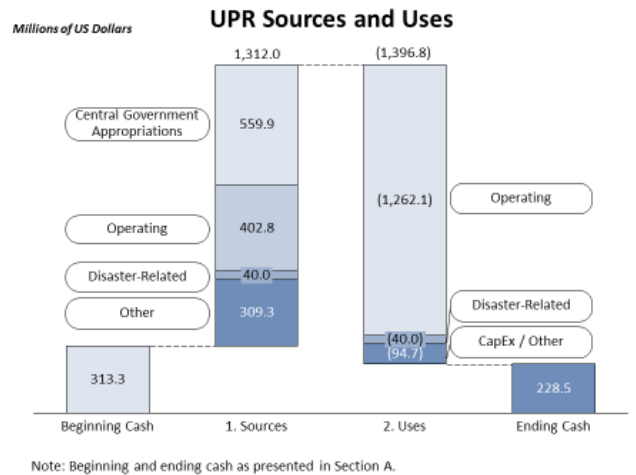 UPR Sources and Uses
Millions of US Dollars
1,312.0
(1,396.8)
Central Government
Appropriations
559.9
(1,262.1)
Operating
Operating
402.8
Disaster-Related
40.0
Other
309.3
Disaster-Related
(40.0)
CapEx / Other
(94.7)
313.3
228.5
Beginning Cash
1. Sources
2. Uses
Ending Cash
Note: Beginning and ending cash as presented in Section A.